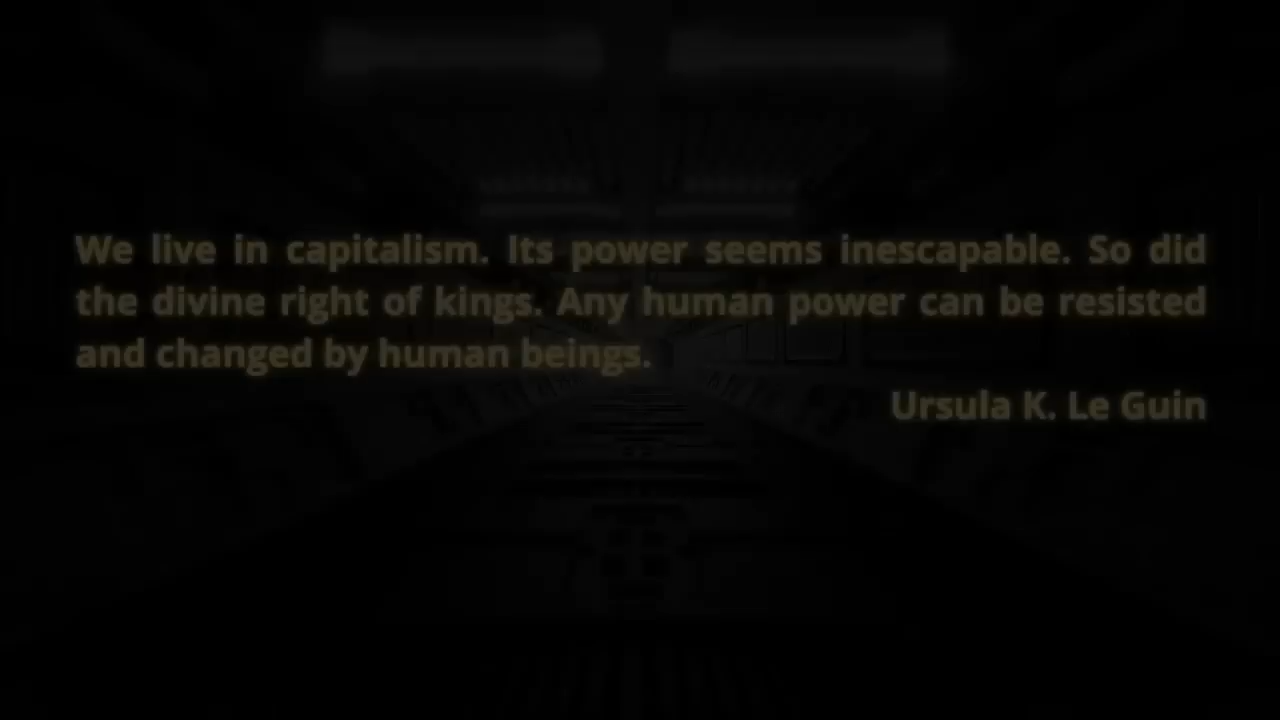 We live in capitalism. Its power seems inescapable. So did
the divine right of kings. Any human power can be resisted
and changed by human beings.
Ursula K. Le Guin